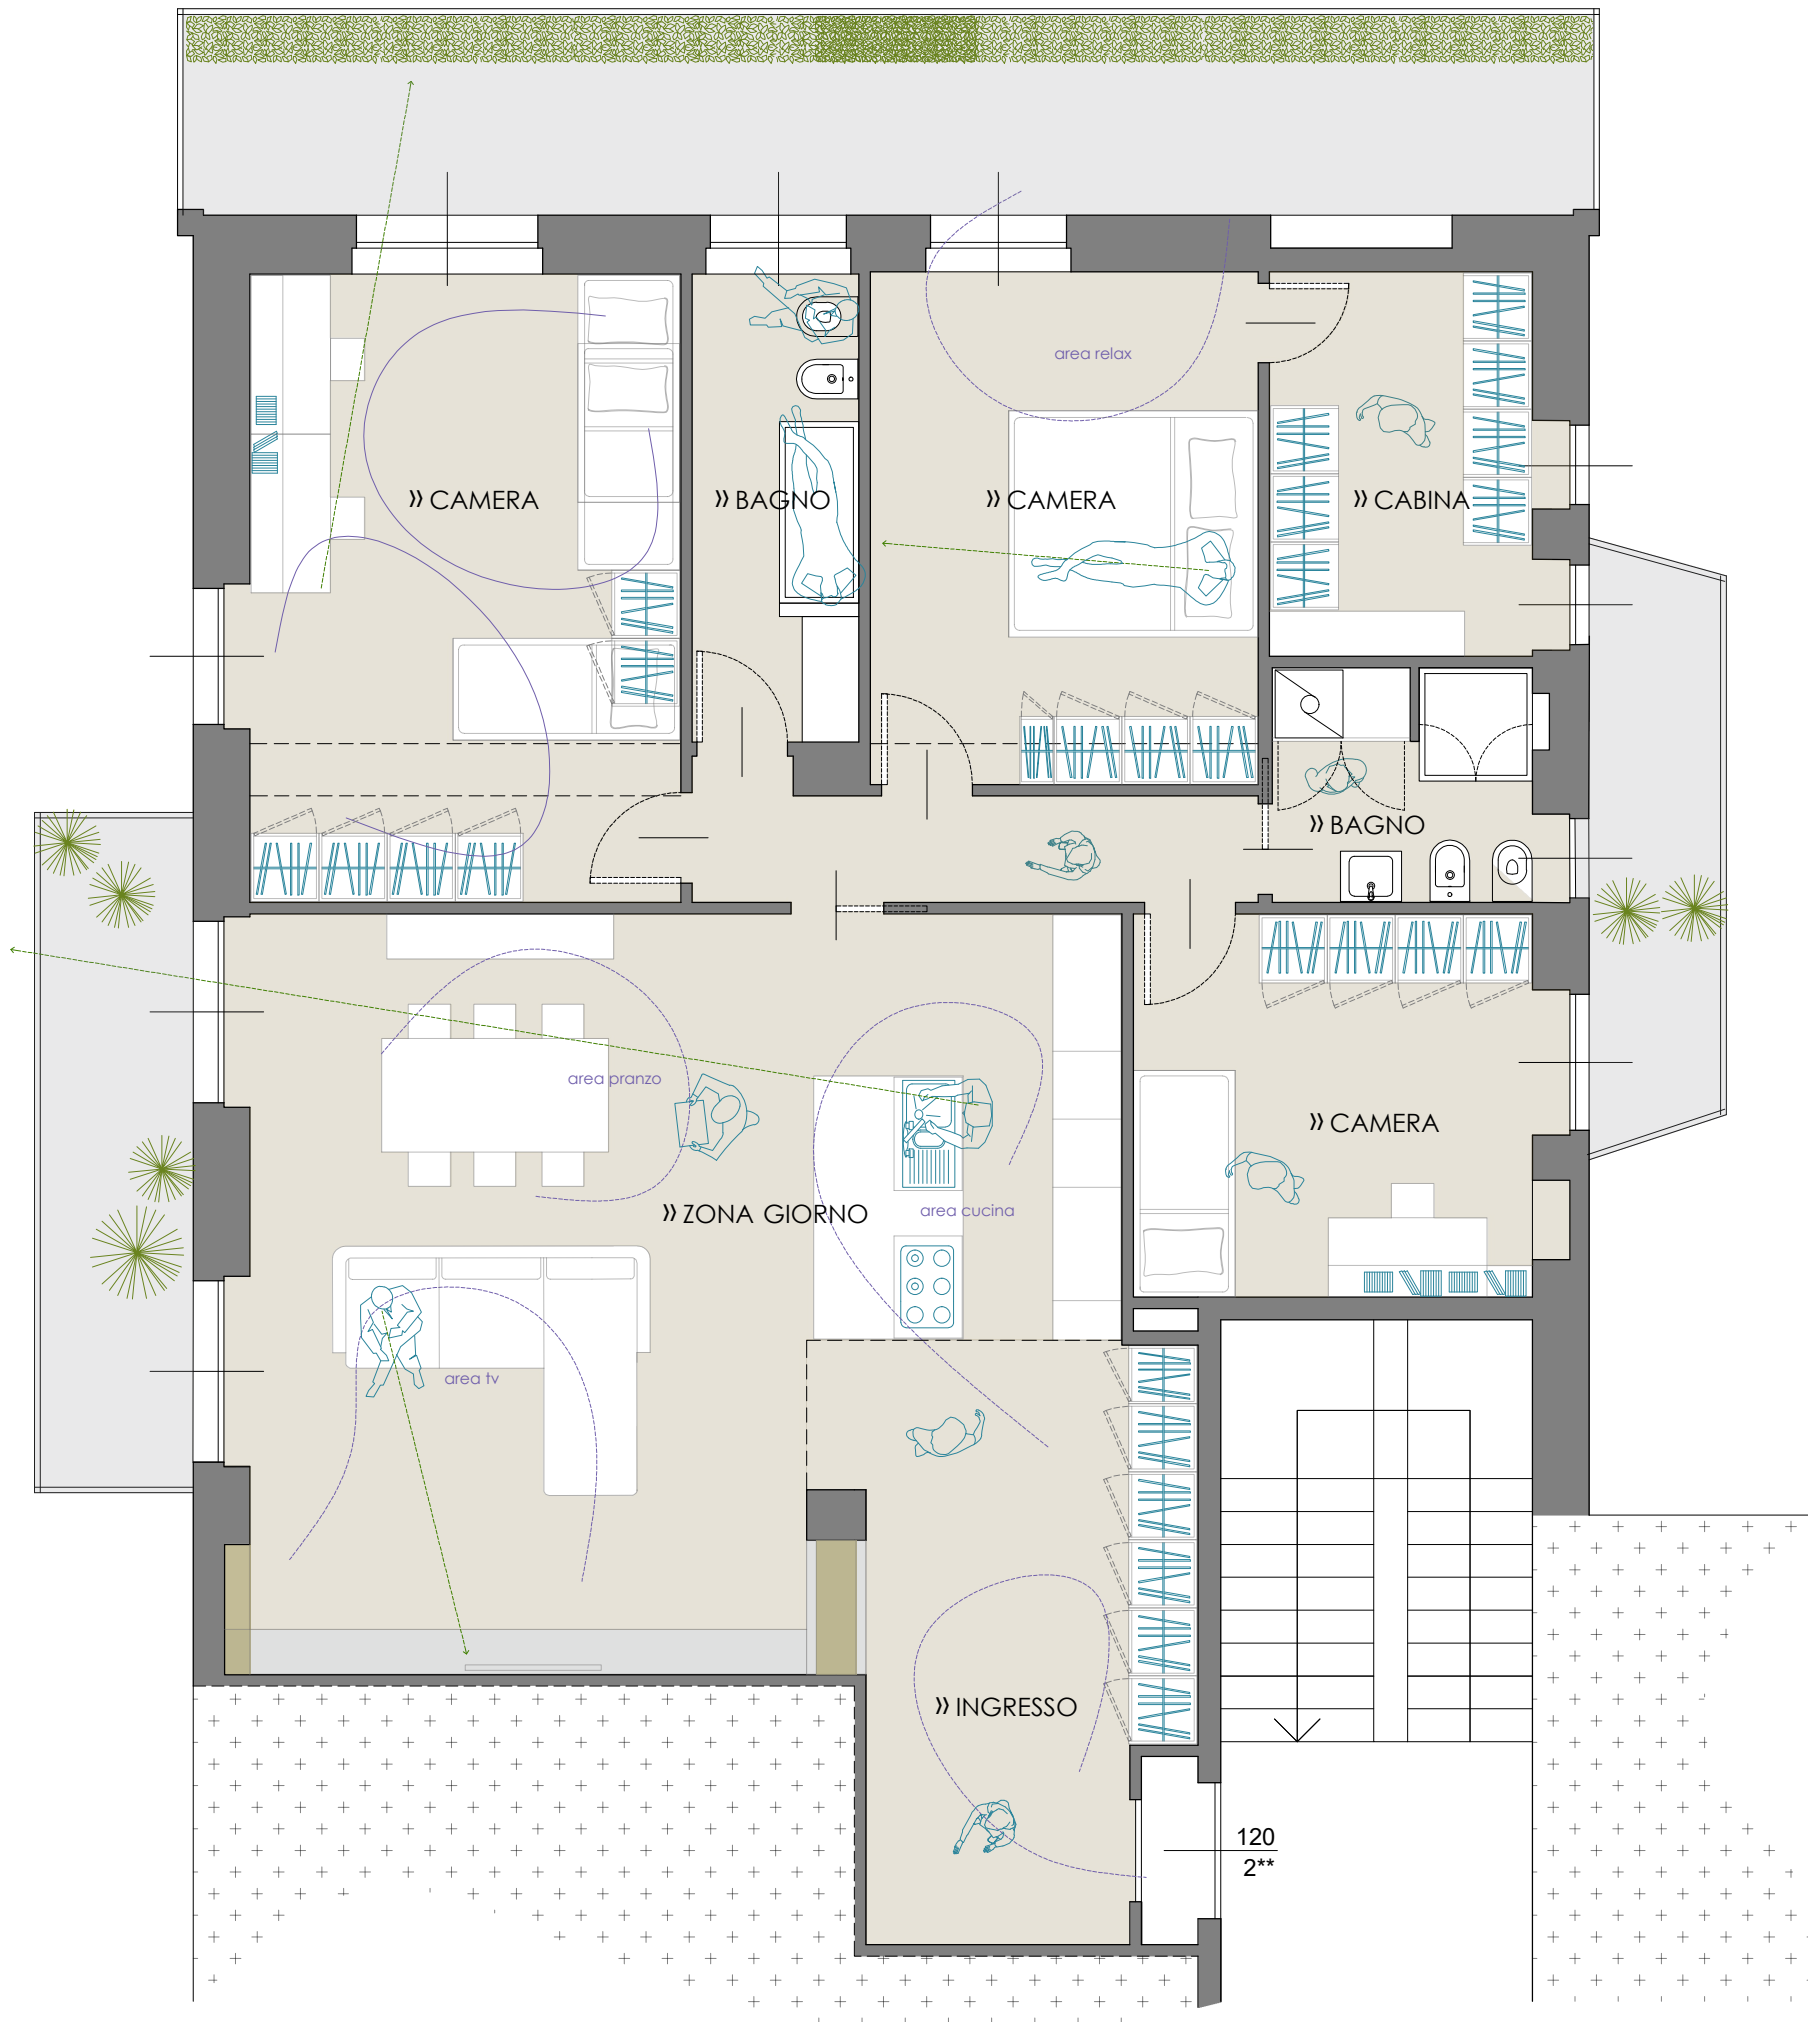 area relax
» CAMERA
» BAGNO
» CAMERA
» CABINA
» BAGNO
area pranzo
» CAMERA
» ZONA GIORNO
area cucina
area tv
» INGRESSO
120
2**